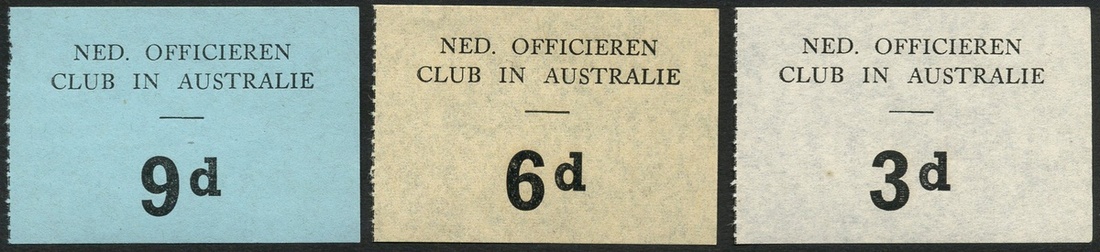 NED. OFFICIEREN
CLUB IN AUSTRALIE
9d
NED. OFFICIEREN
CLUB IN AUSTRALIE
6d
NED. OFFICIEREN
CLUB IN AUSTRALIE
3d